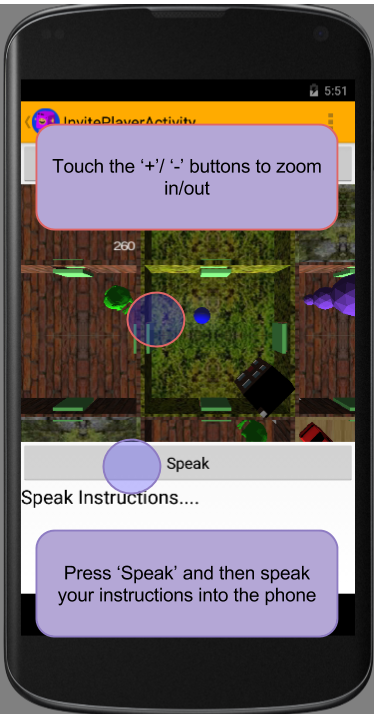 5:51
InvitePlayerActivity
Touch the ‘+’/ ‘-’ buttons to zoom
in/out
260
Speak
Speak Instructions....
Press ‘Speak’ and then speak
your instructions into the phone